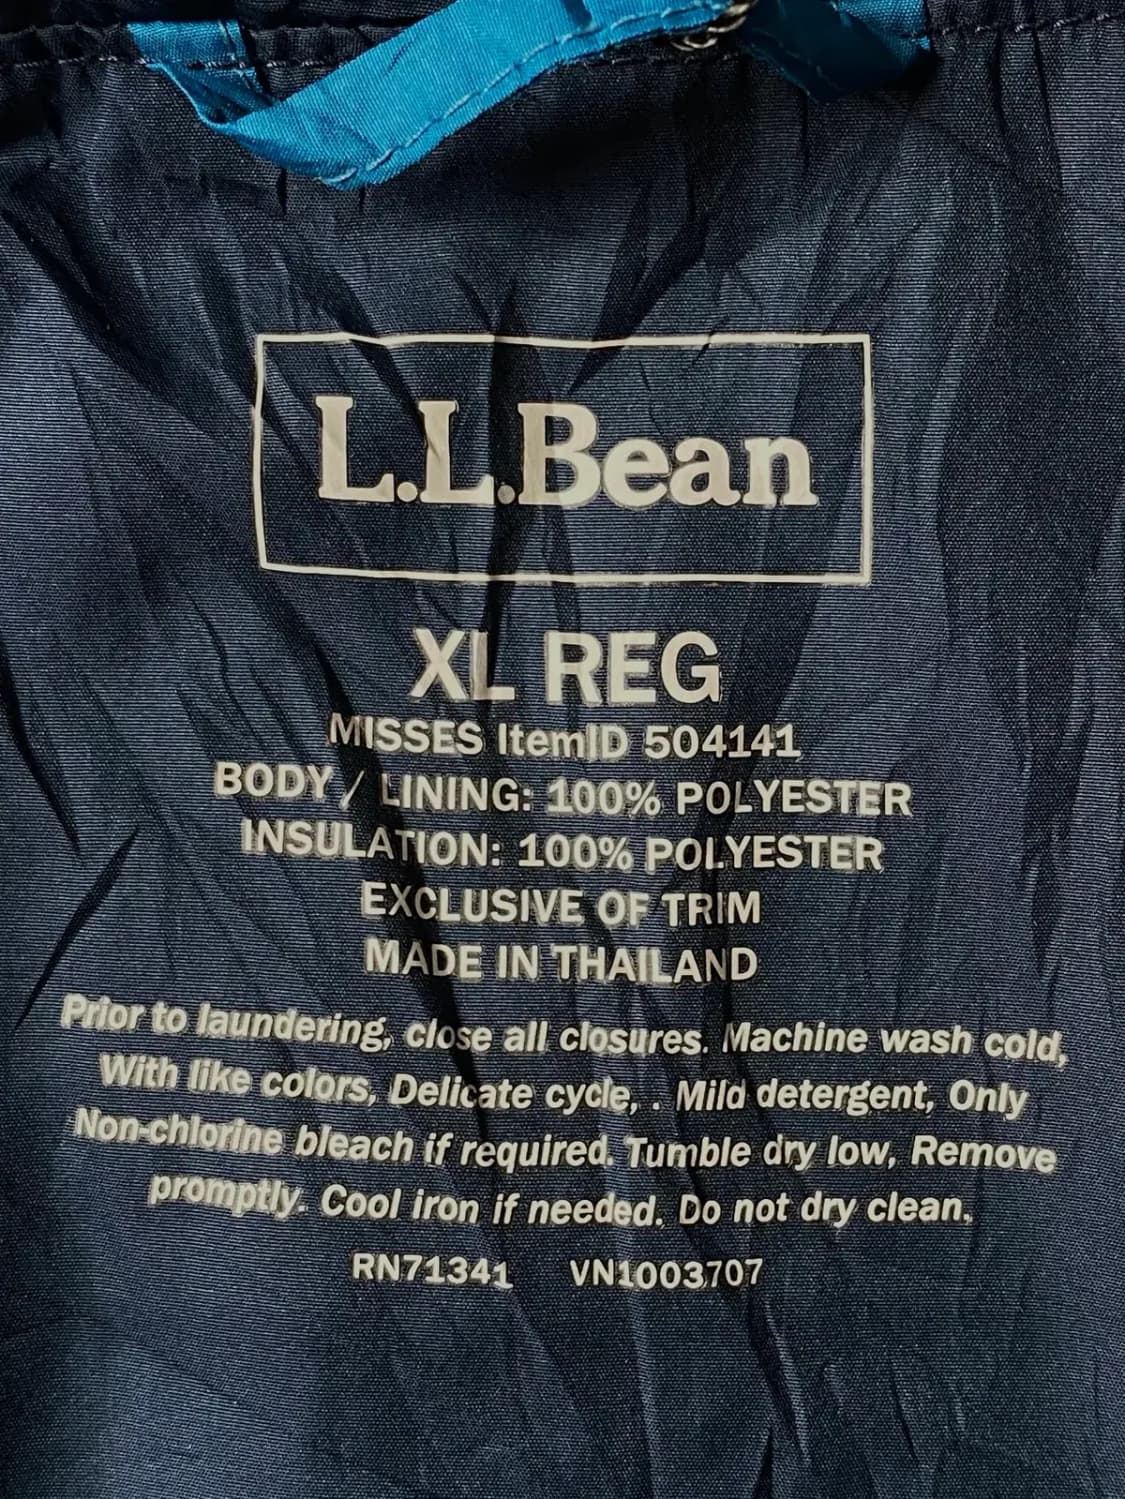 L.L.Bean
XL REG
MISSES ItemID 504141
BODY / LINING: 100% POLYESTER
INSULATION: 100% POLYESTER
EXCLUSIVE OF TRIM
MADE IN THAILAND
Prior to laundering, close all closures. Machine wash cold,
With like colors, Delicate cycle, . Mild detergent, Only
Non-chlorine bleach if required. Tumble dry low, Remove
promptly. Cool iron if needed. Do not dry clean.
RN71341 VN1003707